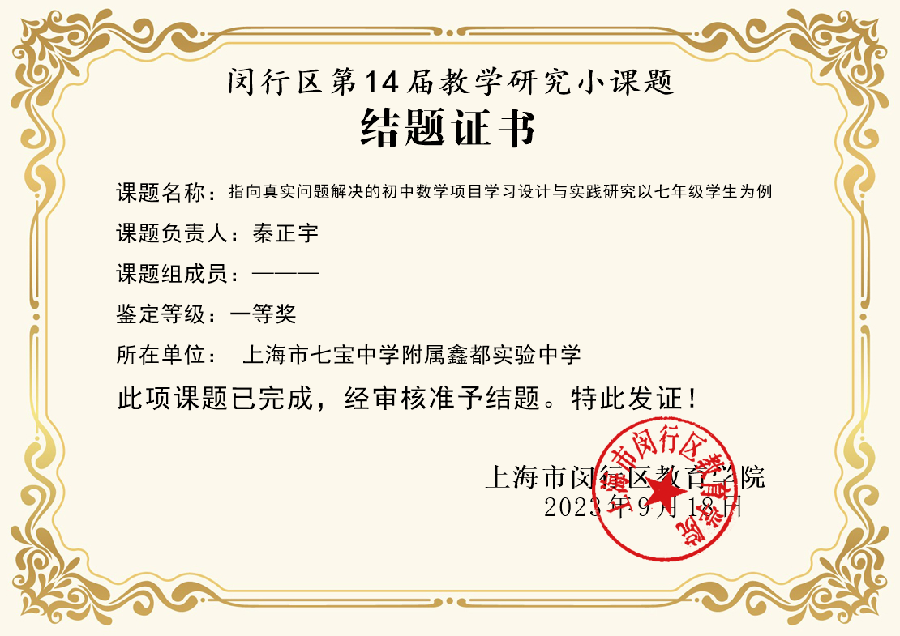 闵行区第14届教学研究小课题
结题证书
课题名称：指向真实问题解决的初中数学项目学习设计与实践研究以七年级学生为例
课题负责人：秦正宇
课题组成员：———
鉴定等级：一等奖
所在单位： 上海市七宝中学附属鑫都实验中学
此项课题已完成，经审核准予结题。特此发证！
上海市闵行区教育学院
2023年9月18日
上海市闵行区教育学院